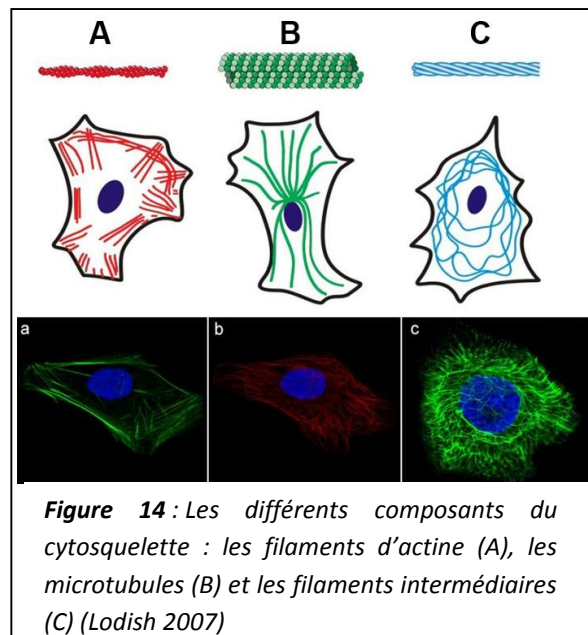 A B C
a b c
Figure 14 : Les différents composants du
cytosquelette : les filaments d’actine (A), les
microtubules (B) et les filaments intermédiaires
(C) (Lodish 2007)